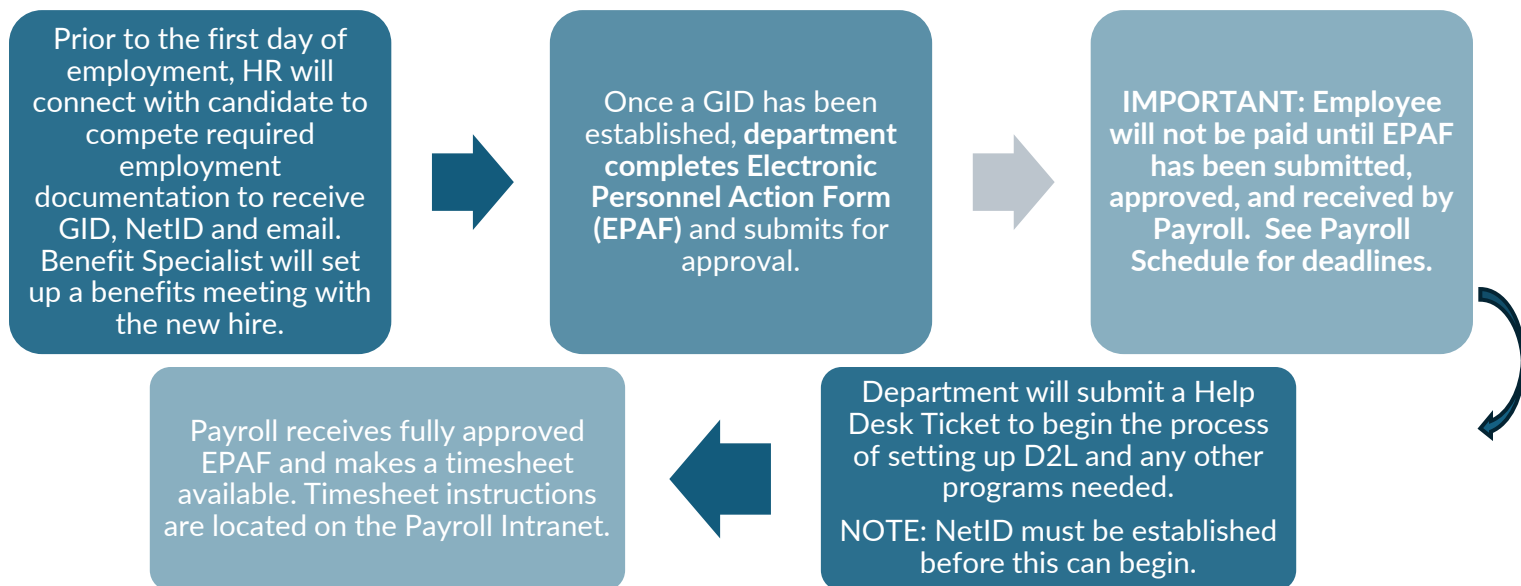 Prior to the first day of
employment, HR will
connect with candidate to
compete required
employment
documentation to receive
GID, NetID and email.
Benefit Specialist will set
up a benefits meeting with
the new hire.
Once a GID has been
established, department
completes Electronic
Personnel Action Form
(EPAF) and submits for
approval.
IMPORTANT: Employee
will not be paid until EPAF
has been submitted,
approved, and received by
Payroll.  See Payroll
Schedule for deadlines.
Department will submit a Help
Desk Ticket to begin the process
of setting up D2L and any other
programs needed.
NOTE: NetID must be established
before this can begin.
Payroll receives fully approved
EPAF and makes a timesheet
available. Timesheet instructions
are located on the Payroll Intranet.